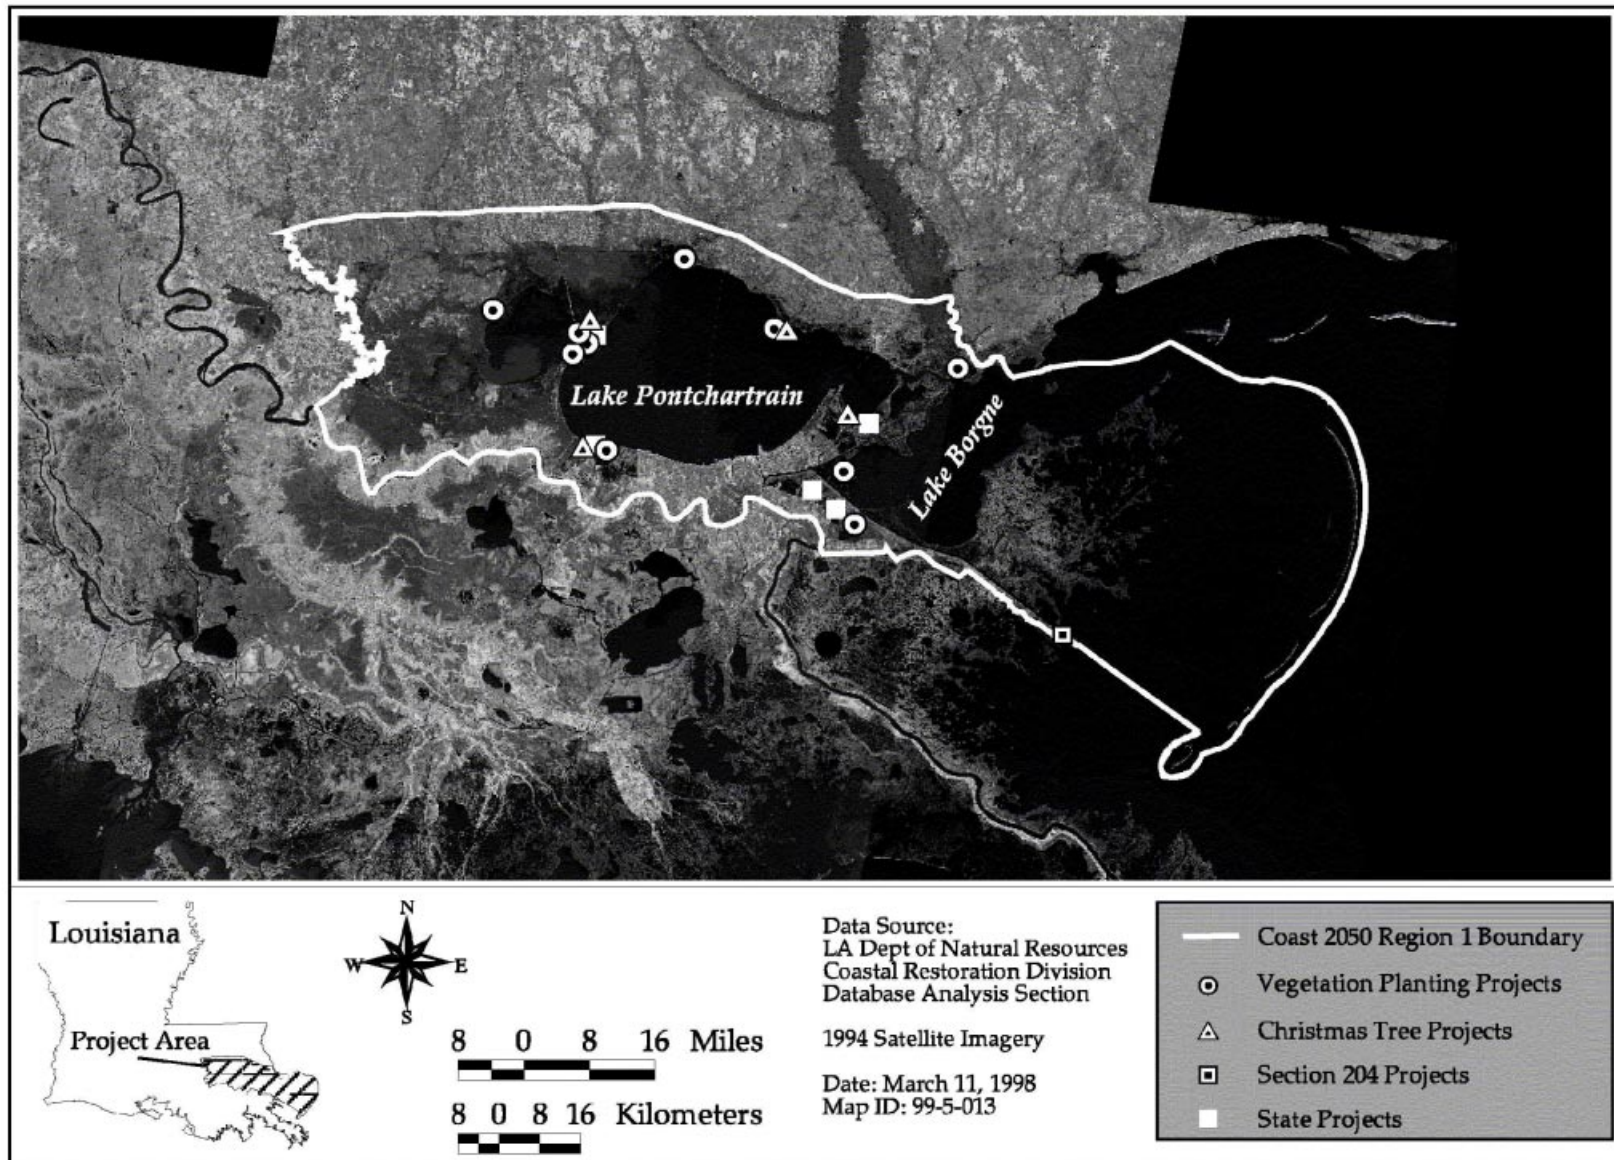 Lake Pontchartrain
Lake Borgne
Louisiana
Project Area
N
W
E
S
8 0 8 16 Miles
8 0 8 16 Kilometers
Data Source:
LA Dept of Natural Resources
Coastal Restoration Division
Database Analysis Section
1994 Satellite Imagery
Date: March 11, 1998
Map ID: 99-5-013
Coast 2050 Region 1 Boundary
Vegetation Planting Projects
Christmas Tree Projects
Section 204 Projects
State Projects